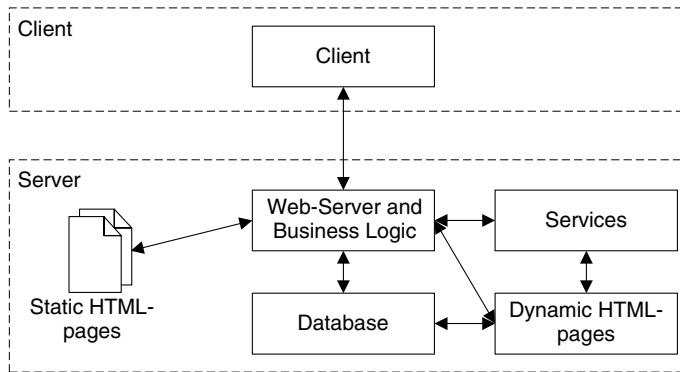 Client
Client
Server
Web-Server and
Business Logic
Services
Static HTML-
pages
Database
Dynamic HTML-
pages